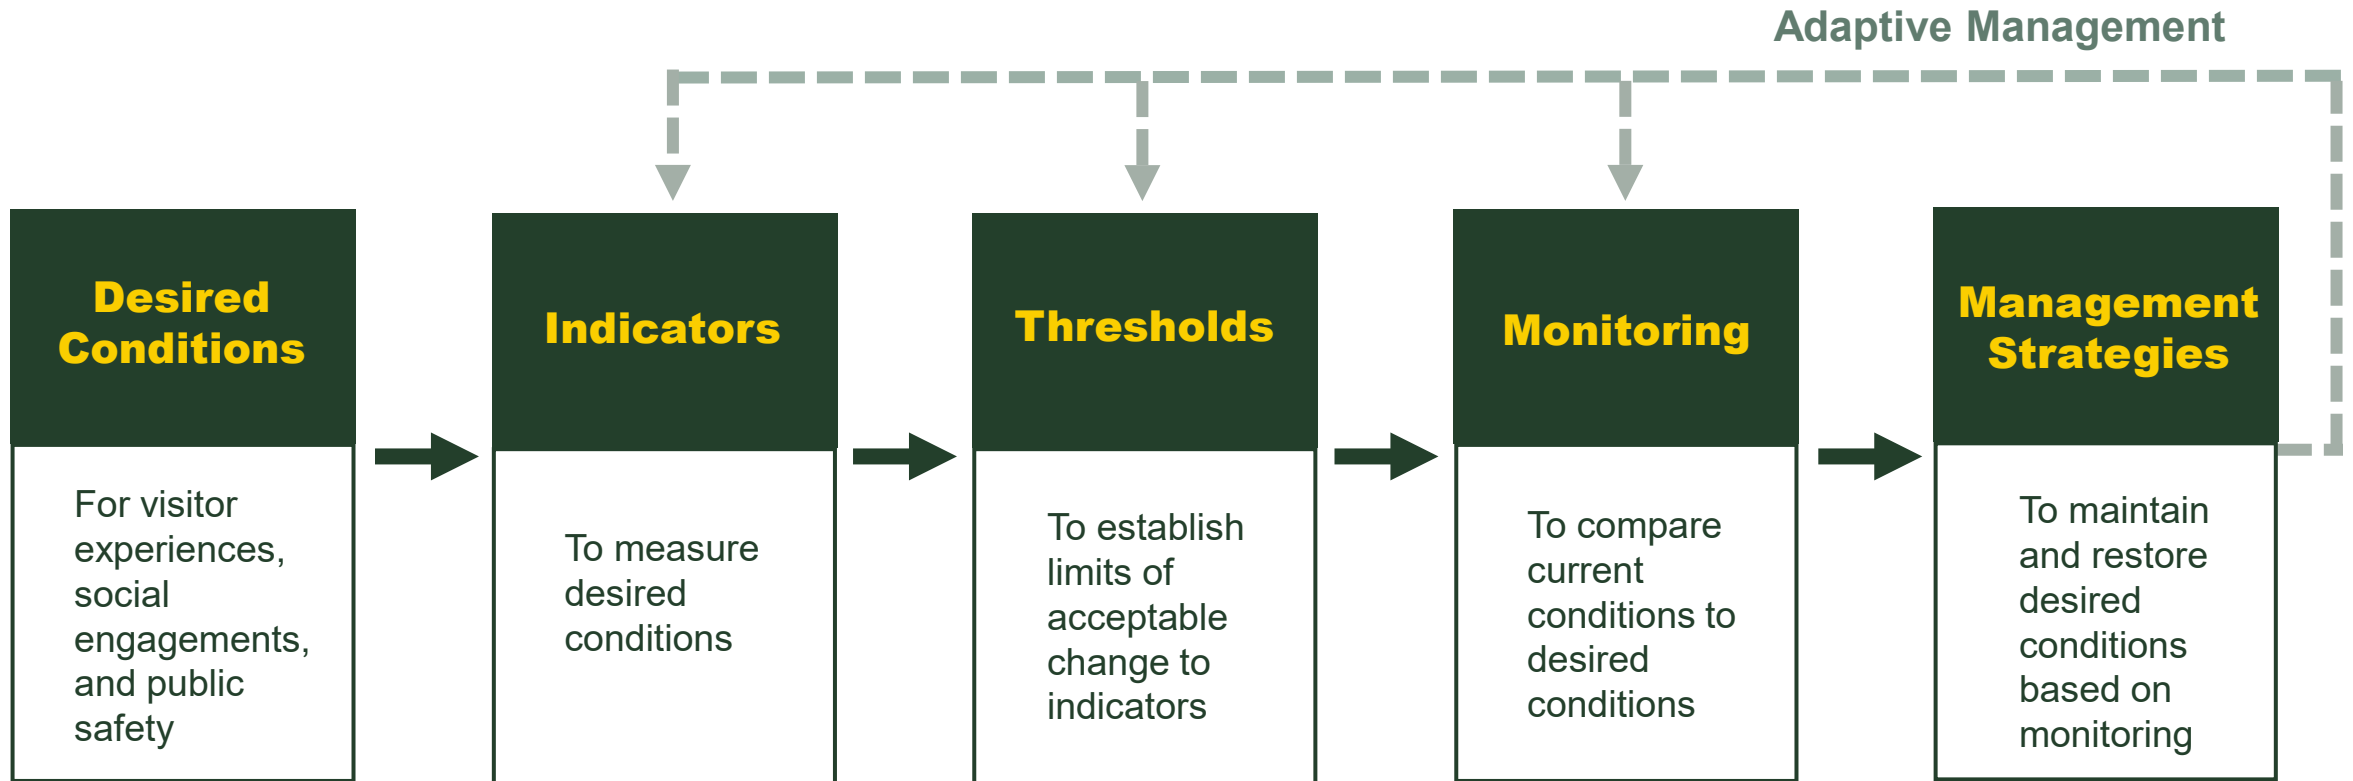 Adaptive Management
Desired
Conditions
For visitor
experiences,
social
engagements,
and public
safety
Indicators
To measure
desired
conditions
Thresholds
To establish
limits of
acceptable
change to
indicators
Monitoring
To compare
current
conditions to
desired
conditions
Management
Strategies
To maintain
and restore
desired
conditions
based on
monitoring